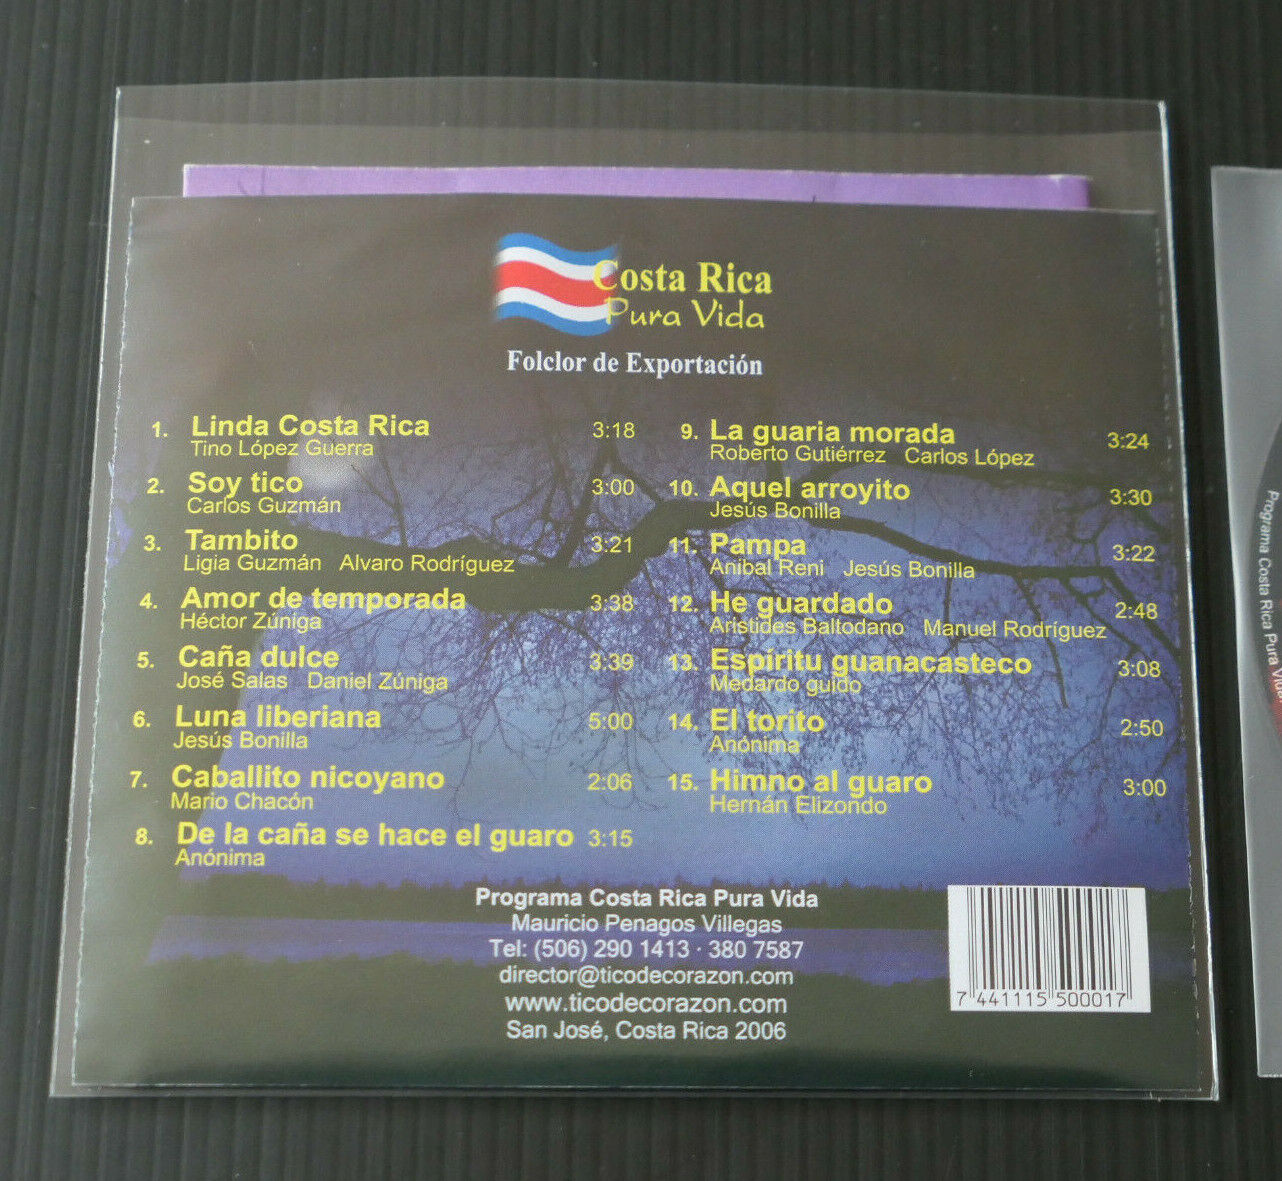 Costa Rica
Pura Vida
Folclor de Exportación
1. Linda Costa Rica 3:18
Tino López Guerra
2. Soy tico 3:00
Carlos Guzmán
3. Tambito 3:21
Ligia Guzmán Alvaro Rodríguez
4. Amor de temporada 3:38
Héctor Zúniga
5. Caña dulce 3:39
José Salas Daniel Zúniga
6. Luna liberiana 5:00
Jesús Bonilla
7. Caballito nicoyano 2:06
Mario Chacón
8. De la caña se hace el guaro 3:15
Anónima
9. La guaria morada 3:24
Roberto Gutiérrez Carlos López
10. Aquel arroyito 3:30
Jesús Bonilla
11. Pampa 3:22
Aníbal Reni Jesús Bonilla
12. He guardado 2:48
Aristides Baltodano Manuel Rodríguez
13. Espíritu guanacasteco 3:08
Medardo guido
14. El torito 2:50
Anónima
15. Himno al guaro 3:00
Hernán Elizondo
Programa Costa Rica Pura Vida
Mauricio Penagos Villegas
Tel: (506) 290 1413 · 380 7587
director@ticodecorazon.com
www.ticodecorazon.com
San José, Costa Rica 2006
7 441115 500017
Programa Costa Rica Pura Vida